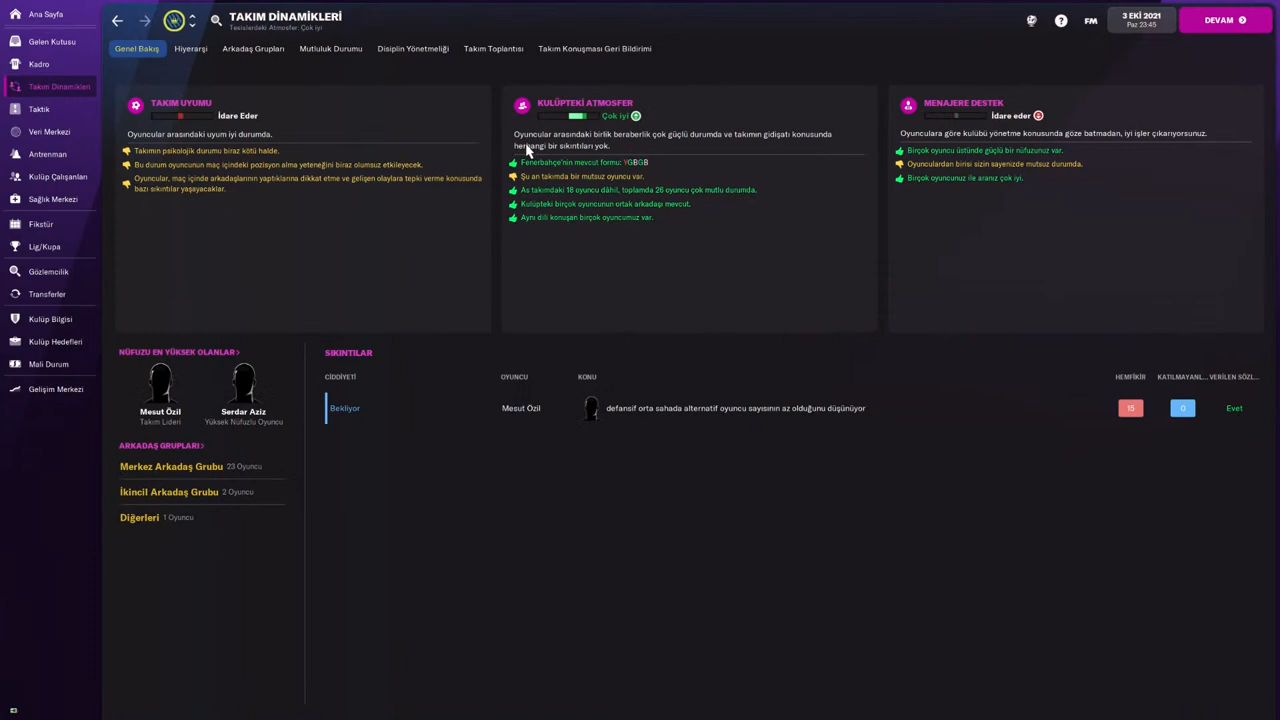 Ana Sayfa
Gelen Kutusu
Kadro
Takım Dinamikleri
Taktik
Veri Merkezi
Antrenman
Kulüp Çalışanları
Sağlık Merkezi
Fikstür
Lig/Kupa
Gözlemcilik
Transferler
Kulüp Bilgisi
Kulüp Hedefleri
Mali Durum
Gelişim Merkezi
TAKIM DİNAMİKLERİ
Tesislerdeki Atmosfer: Çok iyi
FM
3 EKİ 2021
Paz 23:45
DEVAM
Genel Bakış
Hiyerarşi
Arkadaş Grupları
Mutluluk Durumu
Disiplin Yönetmeliği
Takım Toplantısı
Takım Konuşması Geri Bildirimi
TAKIM UYUMU
İdare Eder
Oyuncular arasındaki uyum iyi durumda.
Takımın psikolojik durumu biraz kötü halde.
Bu durum oyuncunun maç içindeki pozisyon alma yeteneğini biraz olumsuz etkileyecek.
Oyuncular, maç içinde arkadaşlarının yaptıklarına dikkat etme ve gelişen olaylara tepki verme konusunda
bazı sıkıntılar yaşayacaklar.
KULÜPTEKİ ATMOSFER
Çok iyi
Oyuncular arasındaki birlik beraberlik çok güçlü durumda ve takımın gidişatı konusunda
herhangi bir sıkıntıları yok.
Fenerbahçe'nin mevcut formu: YGBGB
Şu an takımda bir mutsuz oyuncu var.
As takımdaki 18 oyuncu dâhil, toplamda 26 oyuncu çok mutlu durumda.
Kulüpteki birçok oyuncunun ortak arkadaşı mevcut.
Aynı dili konuşan birçok oyuncumuz var.
MENAJERE DESTEK
İdare eder
Oyunculara göre kulübü yönetme konusunda göze batmadan, iyi işler çıkarıyorsunuz.
Birçok oyuncu üstünde güçlü bir nüfuzunuz var.
Oyunculardan birisi sizin sayenizde mutsuz durumda.
Birçok oyuncunuz ile aranız çok iyi.
NÜFUZU EN YÜKSEK OLANLAR >
Mesut Özil
Takım Lideri
Serdar Aziz
Yüksek Nüfuzlu Oyuncu
ARKADAŞ GRUPLARI >
Merkez Arkadaş Grubu 23 Oyuncu
İkincil Arkadaş Grubu 2 Oyuncu
Diğerleri 1 Oyuncu
SIKINTILAR
CİDDİYETİ OYUNCU KONU HEMFİKİR KATILMAYANL... VERİLEN SÖZL...
Bekliyor Mesut Özil defansif orta sahada alternatif oyuncu sayısının az olduğunu düşünüyor 15 0 Evet